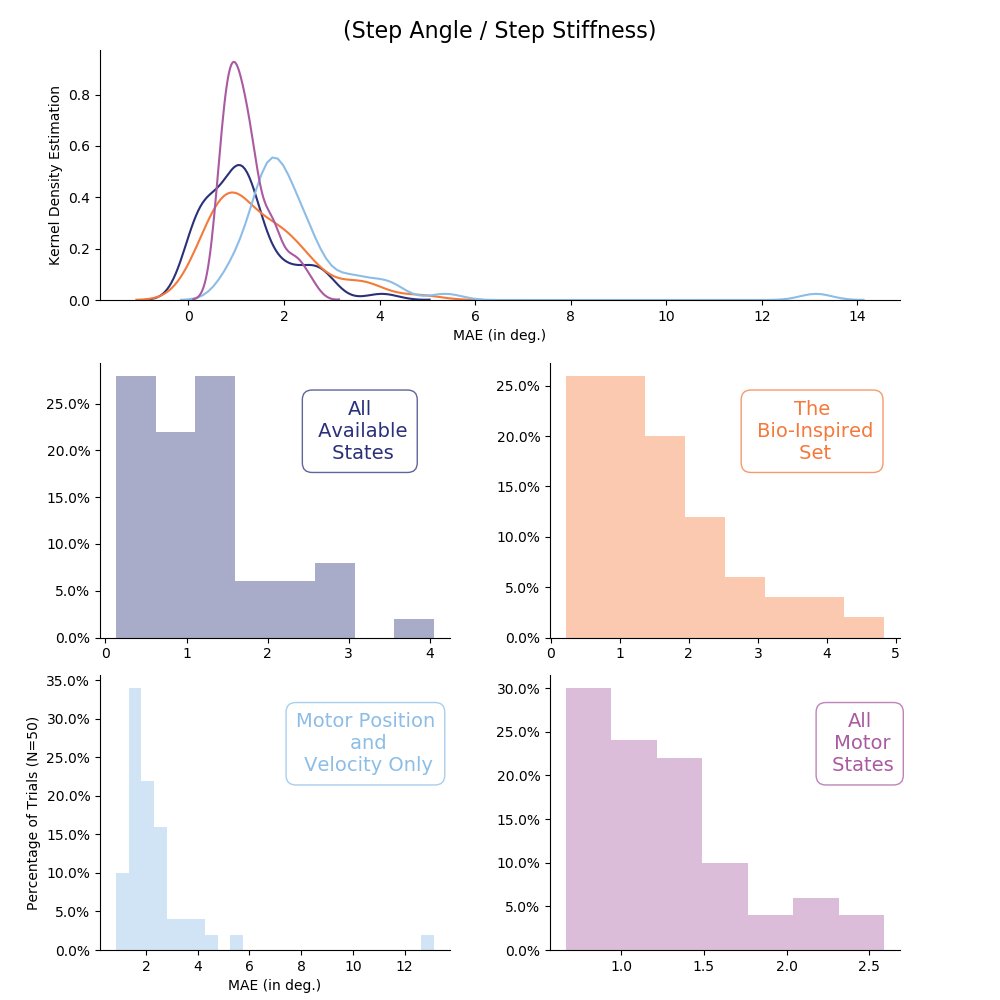 (Step Angle / Step Stiffness)
Kernel Density Estimation
0.8
0.6
0.4
0.2
0.0
0 2 4 6 8 10 12 14
MAE (in deg.)
25.0%
20.0%
15.0%
10.0%
5.0%
0.0%
0 1 2 3 4
All
Available
States
25.0%
20.0%
15.0%
10.0%
5.0%
0.0%
0 1 2 3 4 5
The
Bio-Inspired
Set
Percentage of Trials (N=50)
35.0%
30.0%
25.0%
20.0%
15.0%
10.0%
5.0%
0.0%
2 4 6 8 10 12
MAE (in deg.)
Motor Position
and
Velocity Only
30.0%
25.0%
20.0%
15.0%
10.0%
5.0%
0.0%
1.0 1.5 2.0 2.5
All
Motor
States